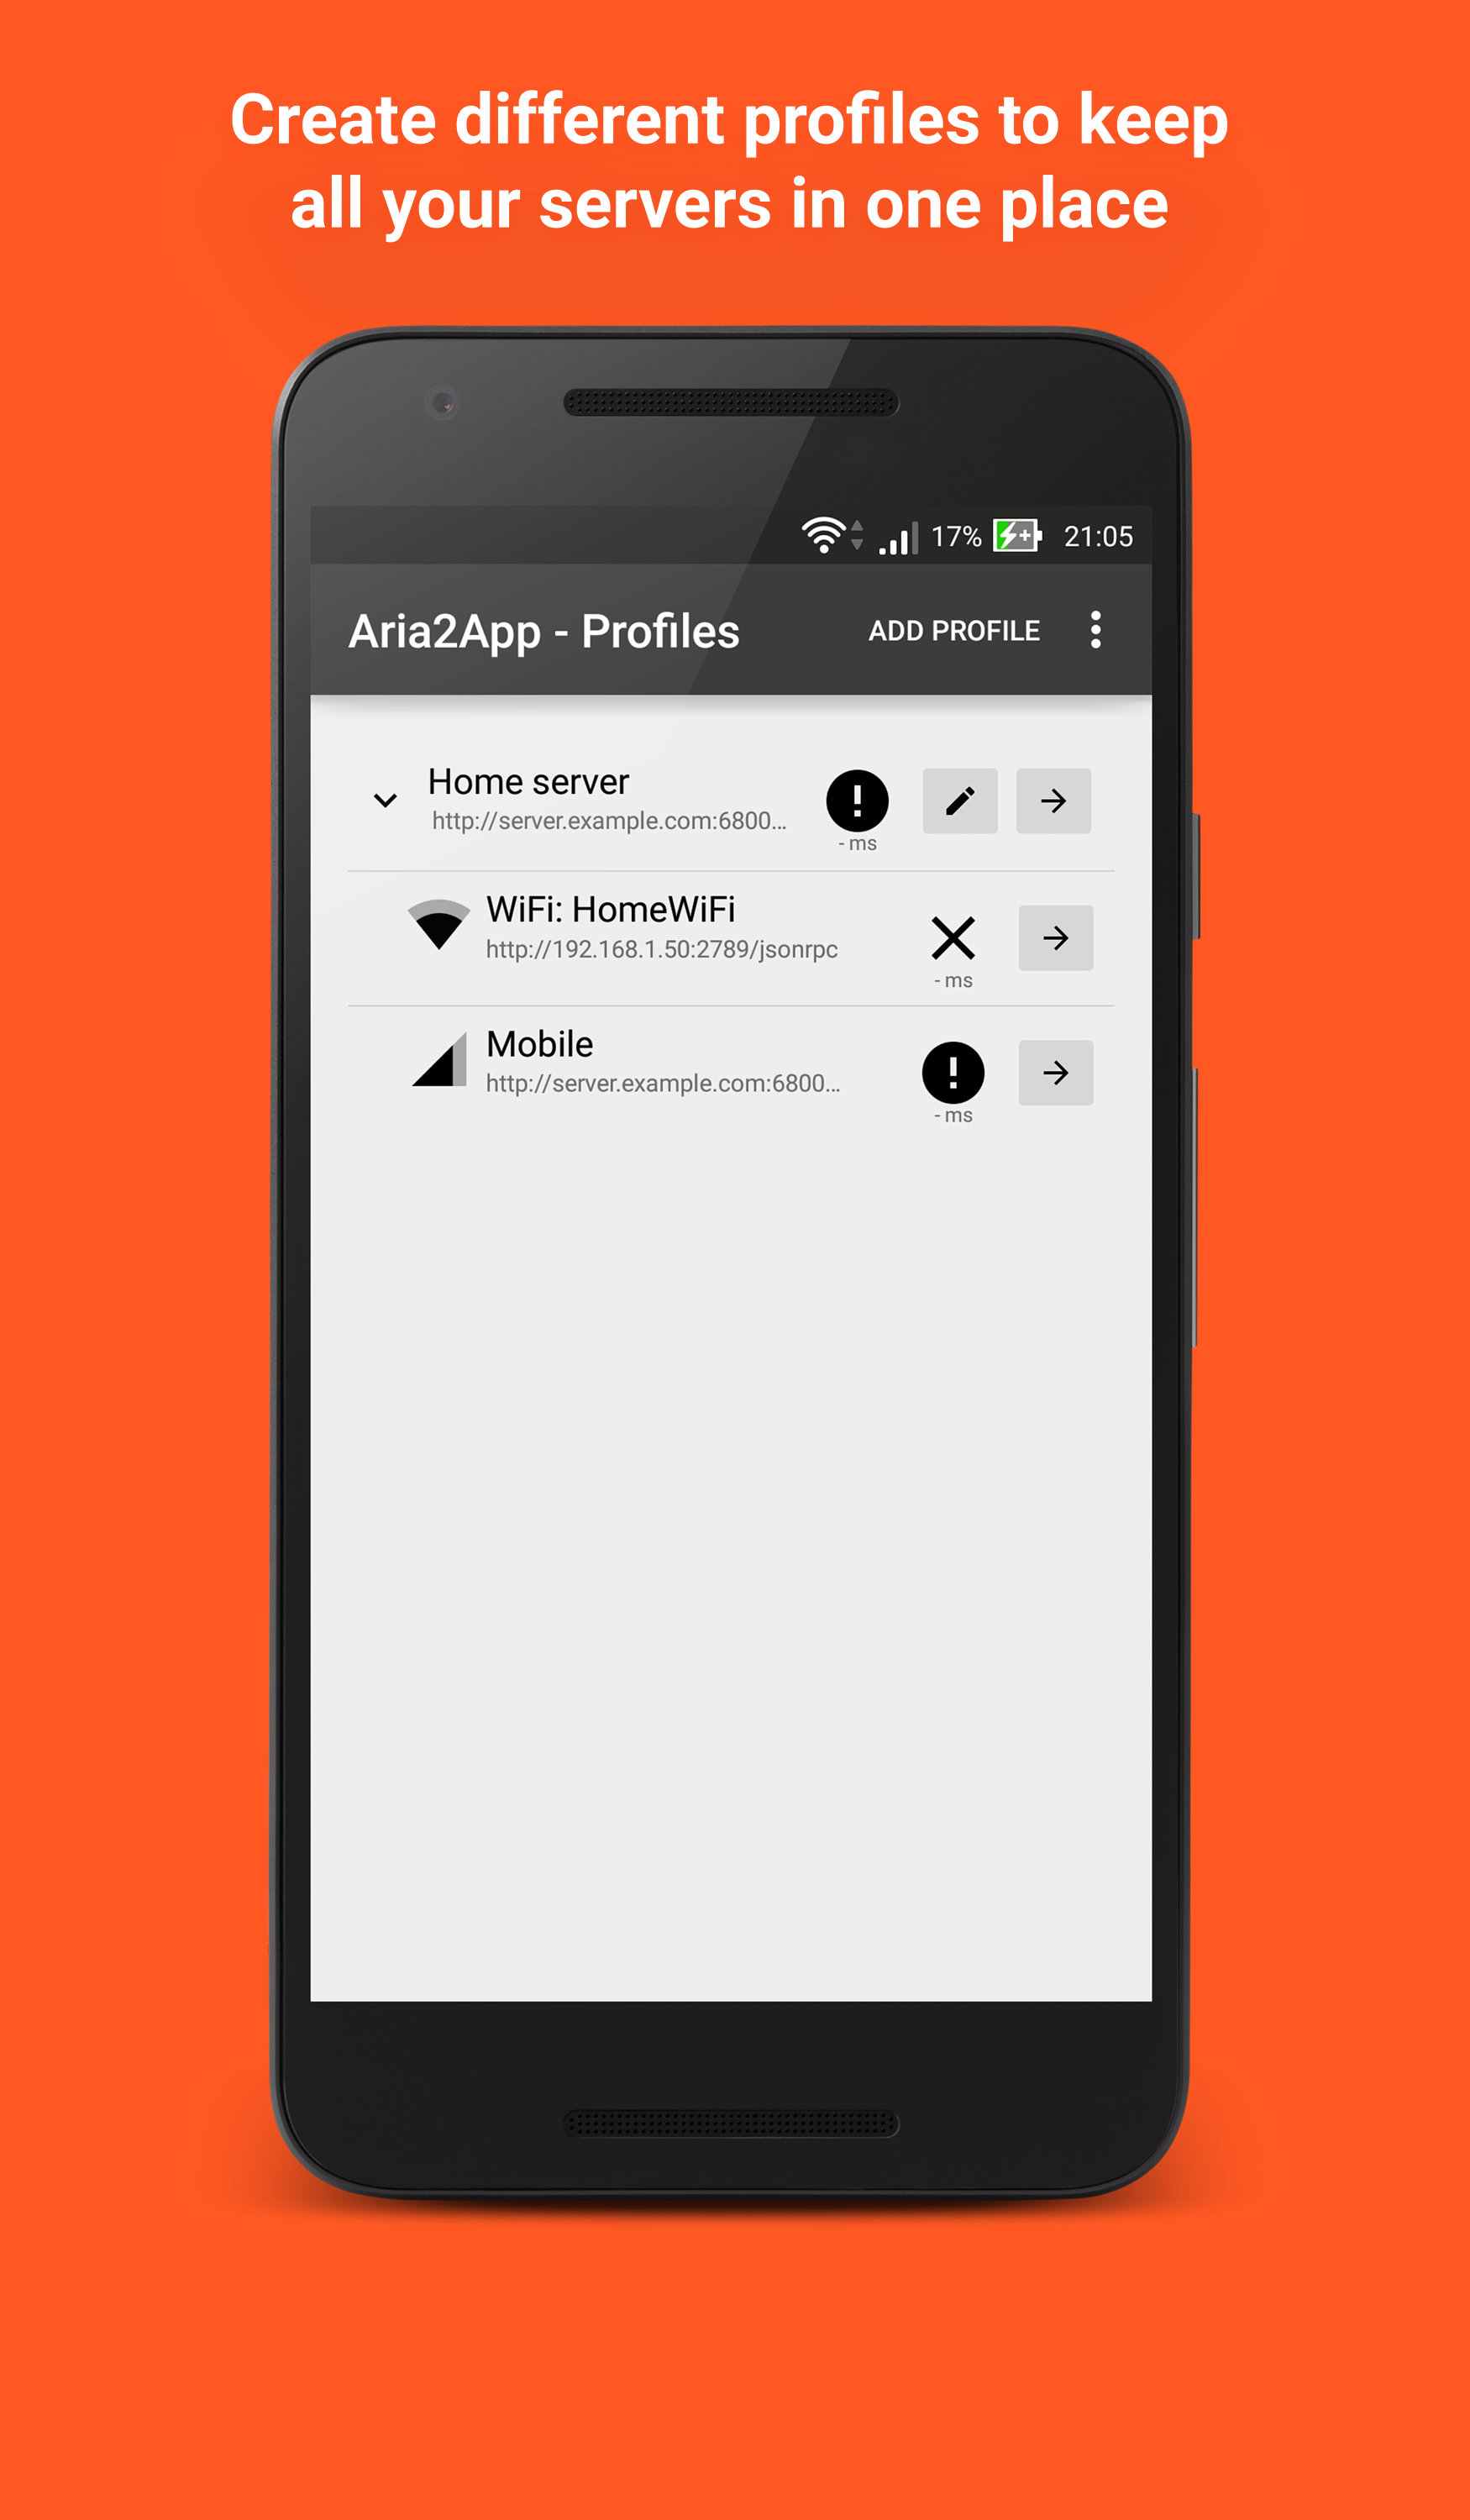 Create different profiles to keep
all your servers in one place
17% 21:05
Aria2App - Profiles ADD PROFILE
Home server
http://server.example.com:6800...
- ms
WiFi: HomeWiFi
http://192.168.1.50:2789/jsonrpc
- ms
Mobile
http://server.example.com:6800...
- ms